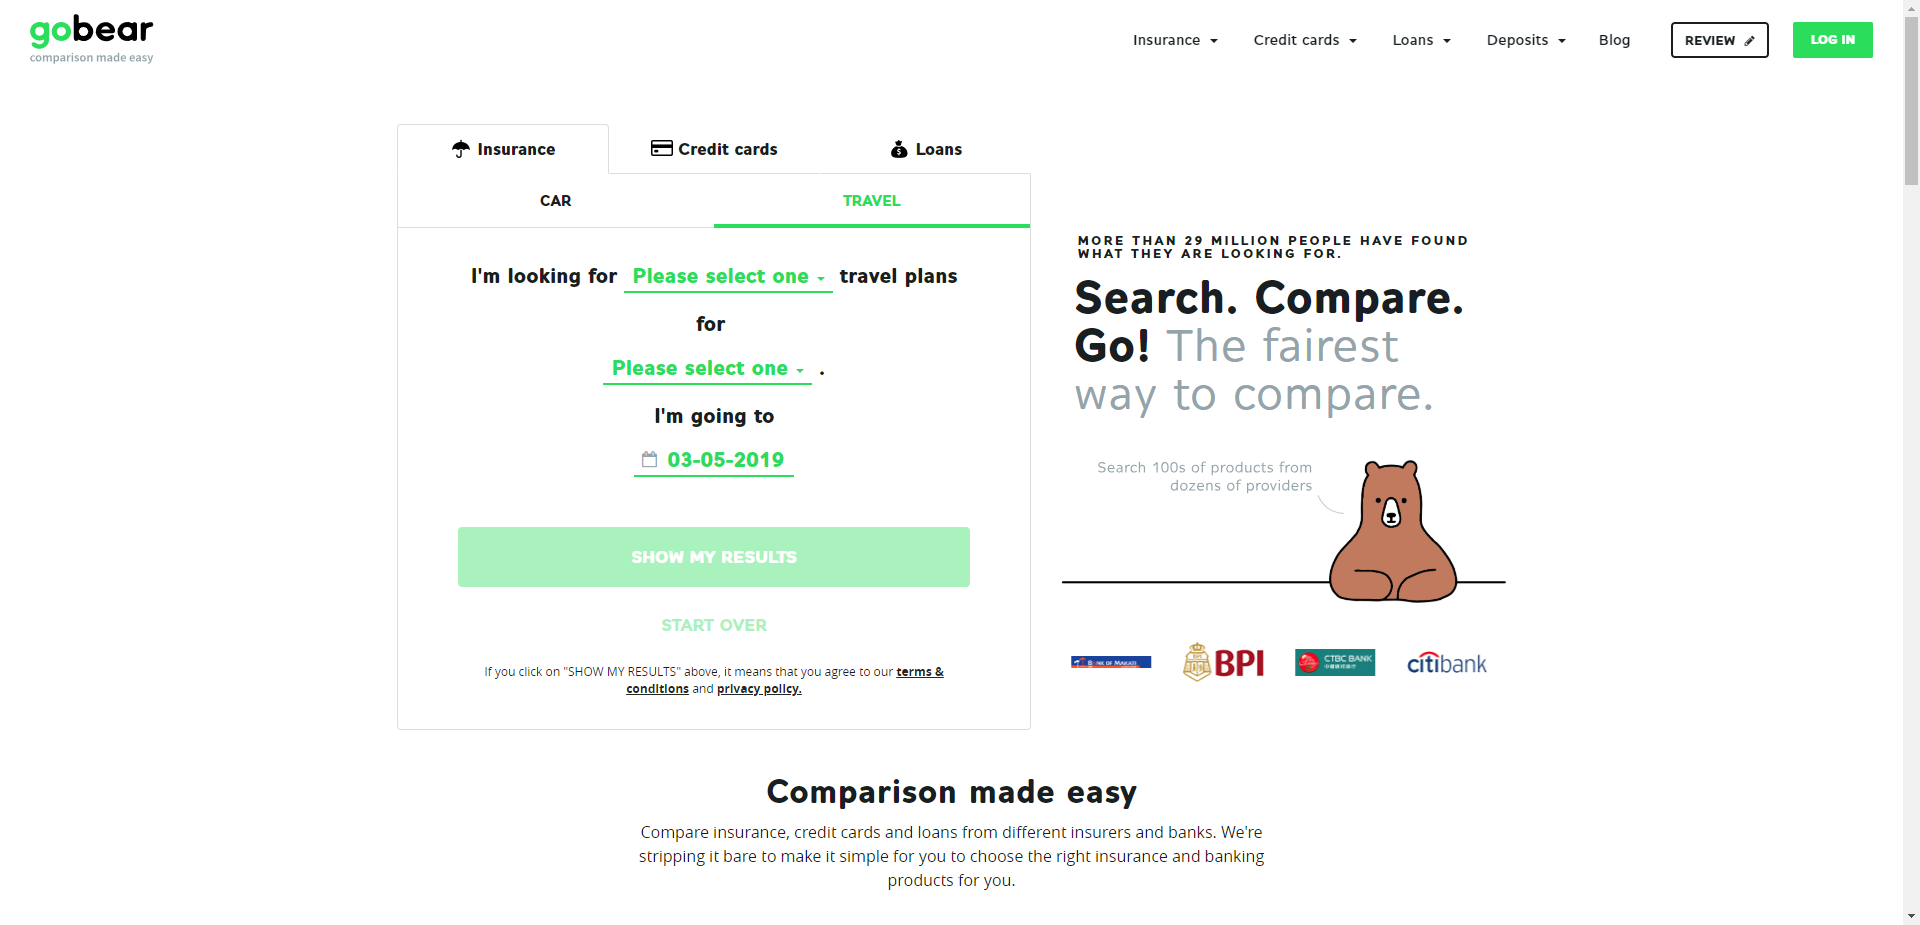 gobear
comparison made easy
Insurance
Credit cards
Loans
Deposits
Blog
REVIEW
LOG IN
Insurance
Credit cards
Loans
CAR
TRAVEL
I'm looking for Please select one travel plans
for
Please select one .
I'm going to
03-05-2019
SHOW MY RESULTS
START OVER
If you click on "SHOW MY RESULTS" above, it means that you agree to our terms &
conditions and privacy policy.
MORE THAN 29 MILLION PEOPLE HAVE FOUND
WHAT THEY ARE LOOKING FOR.
Search. Compare.
Go! The fairest
way to compare.
Search 100s of products from
dozens of providers
BANK OF MAKATI
BPI
BPI
CTBC BANK
citibank
Comparison made easy
Compare insurance, credit cards and loans from different insurers and banks. We're
stripping it bare to make it simple for you to choose the right insurance and banking
products for you.